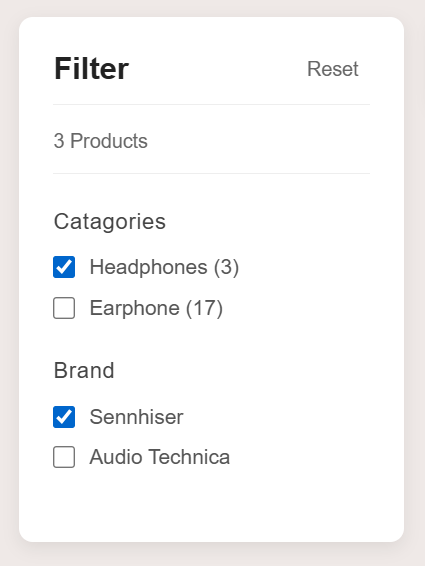 Filter
Reset
3 Products
Catagories
Headphones (3)
Earphone (17)
Brand
Sennhiser
Audio Technica